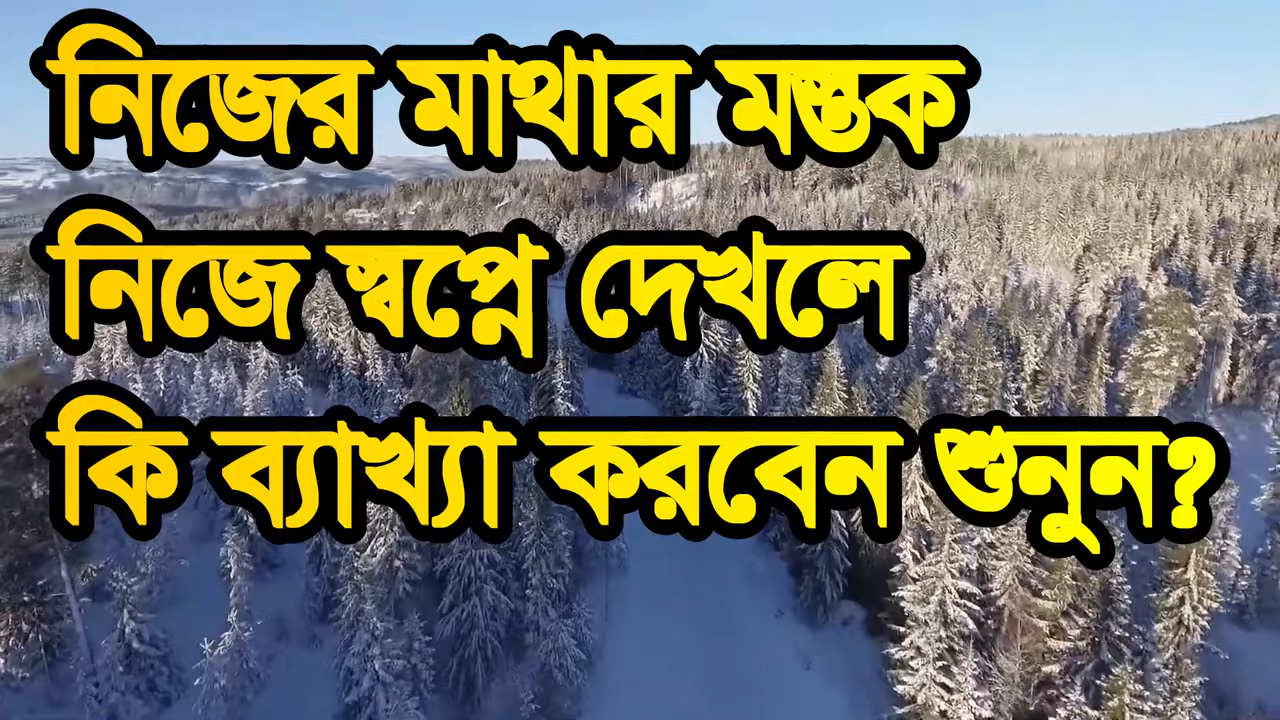 নিজের মাথার মস্তক
নিজে স্বপ্নে দেখলে
কি ব্যাখ্যা করবেন শুনুন?